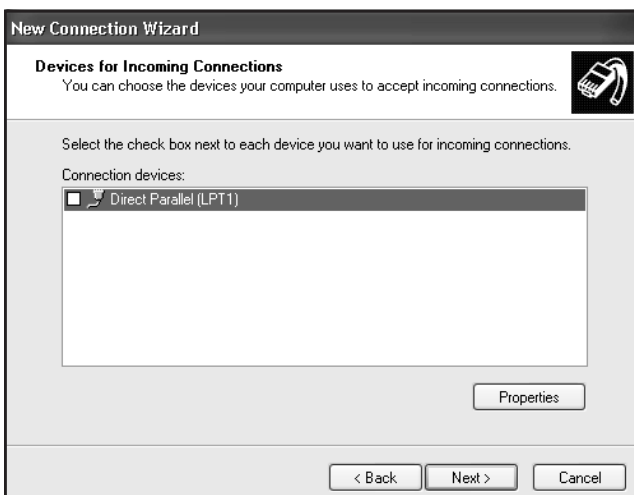 New Connection Wizard
Devices for Incoming Connections
You can choose the devices your computer uses to accept incoming connections.
Select the check box next to each device you want to use for incoming connections.
Connection devices:
Direct Parallel (LPT1)
Properties
< Back Next > Cancel